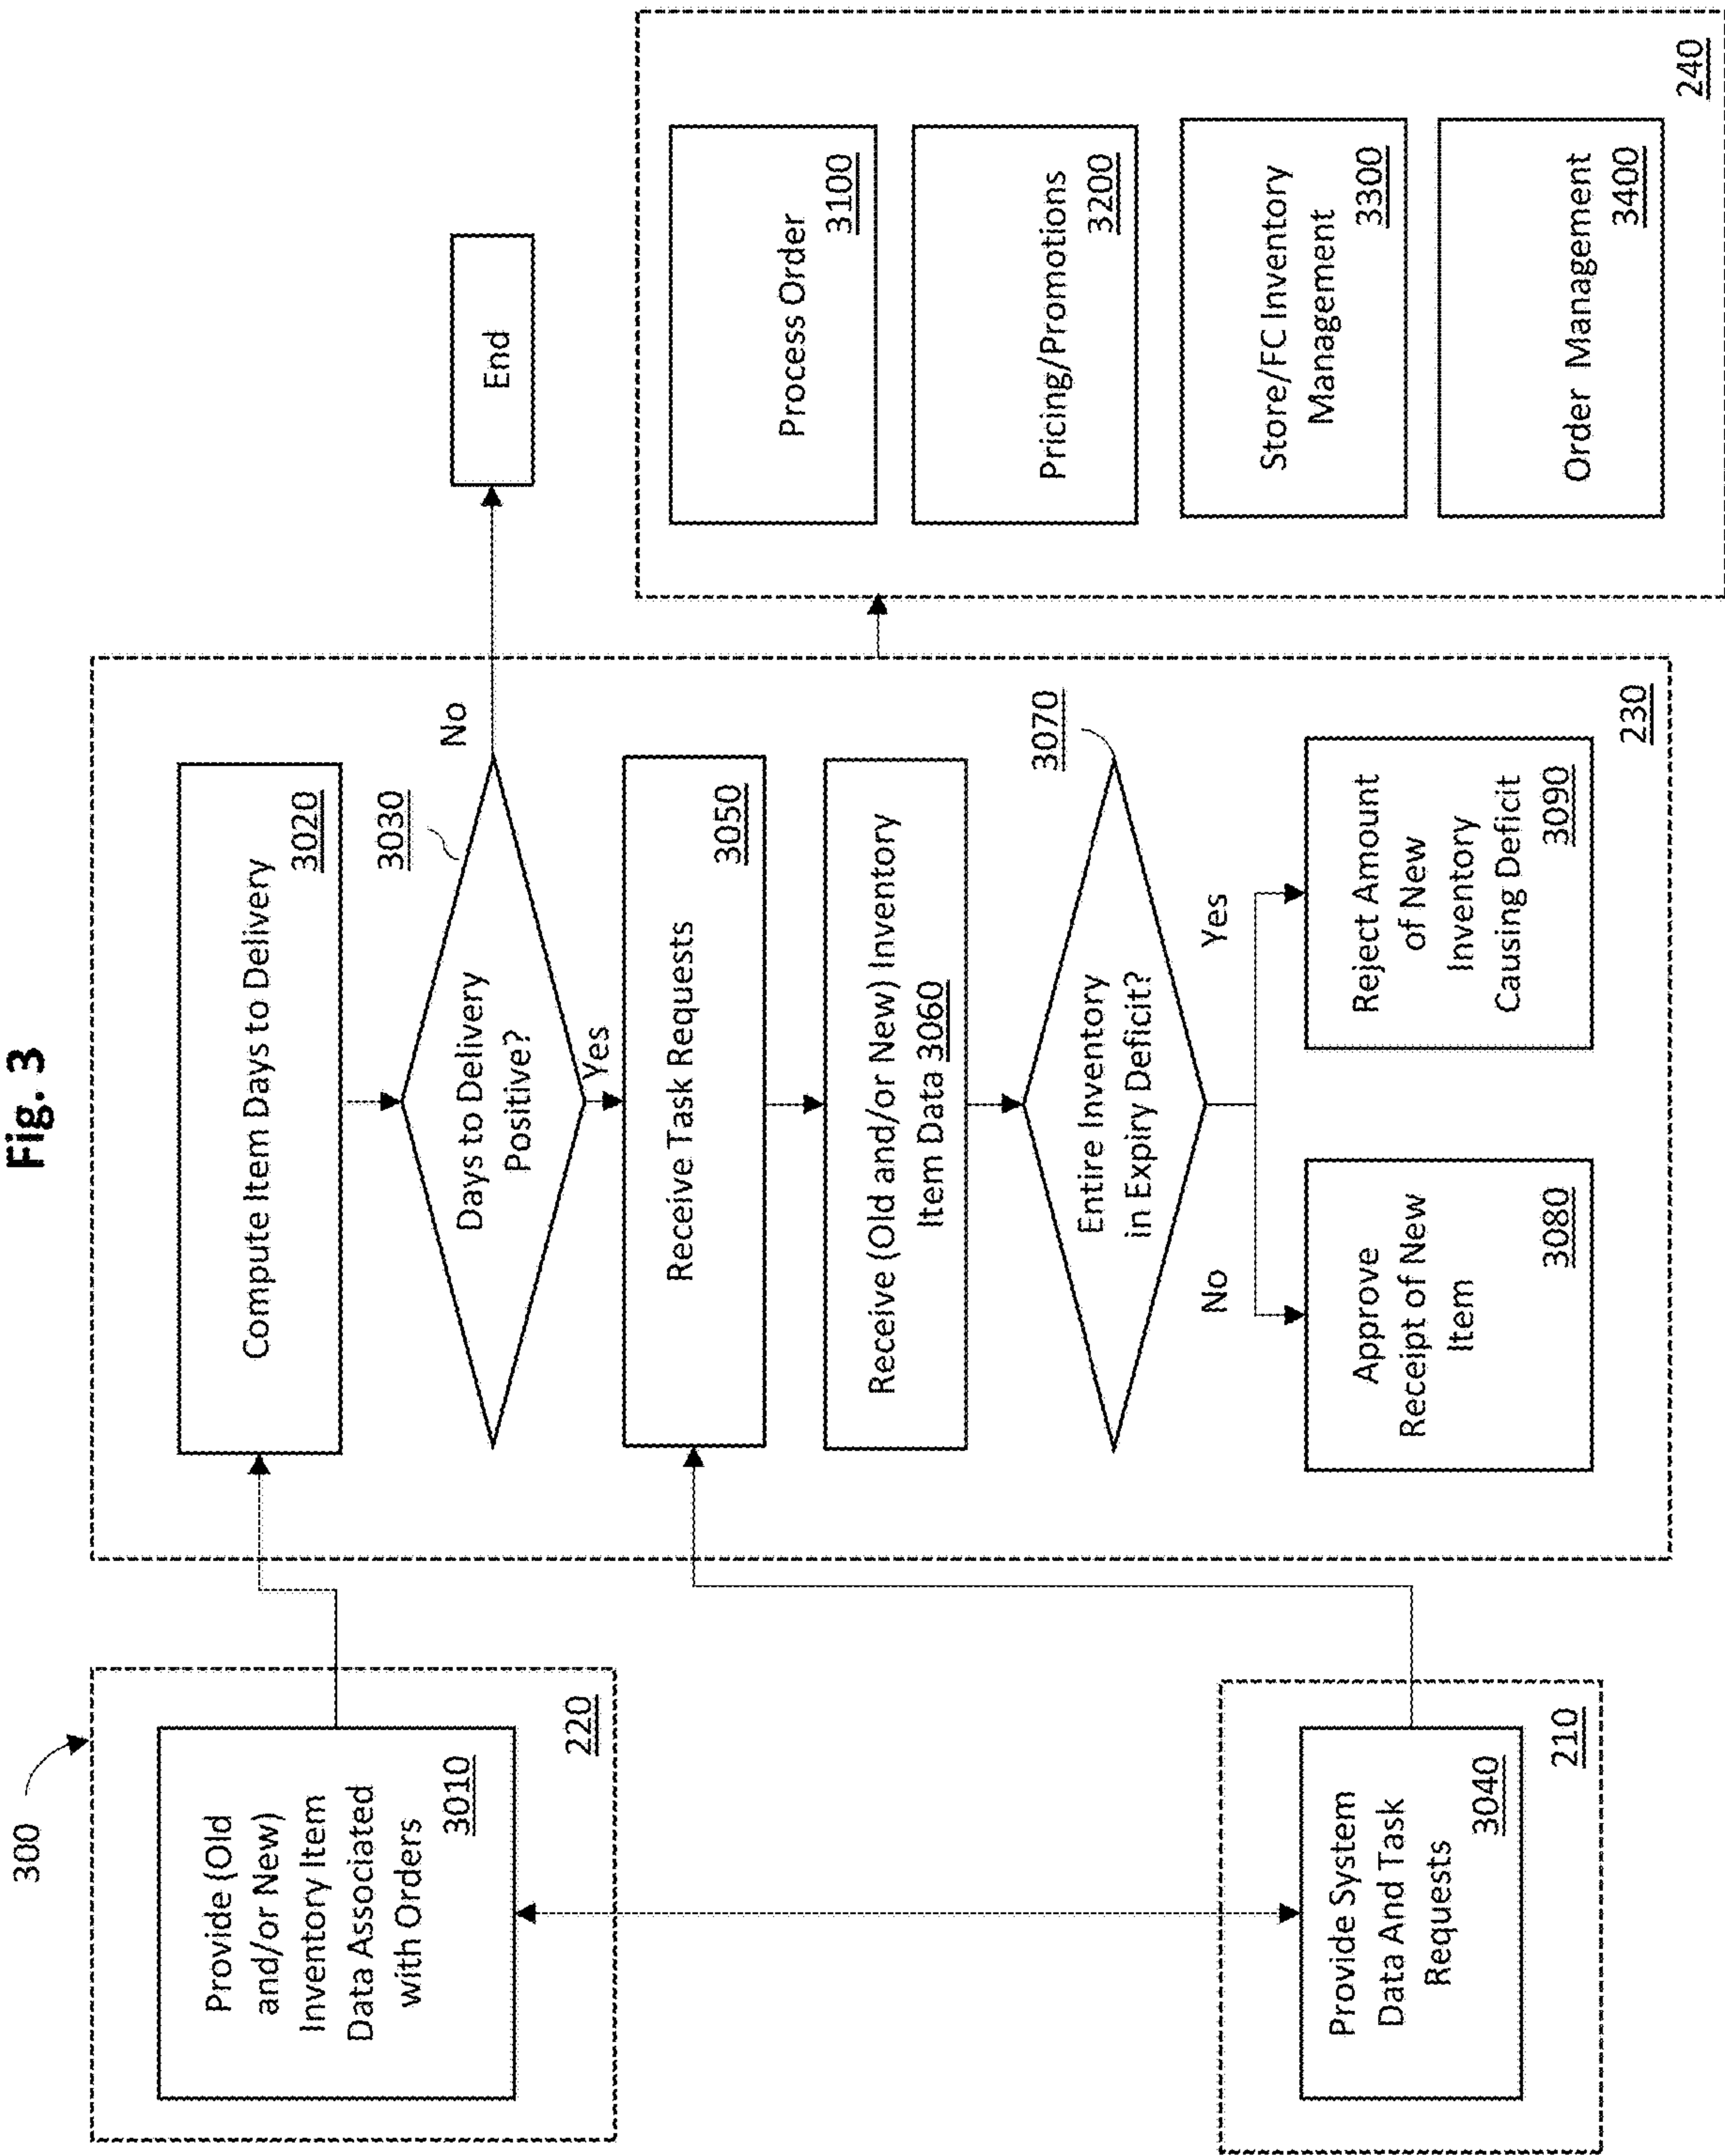 Fig. 3
300
Provide (Old
and/or New)
Inventory Item
Data Associated
with Orders
3010
220
Provide System
Data And Task
Requests
3040
210
Compute Item Days to Delivery
3020
3030
Days to Delivery
Positive?
No
Yes
End
Receive Task Requests
3050
Receive (Old and/or New) Inventory
Item Data 3060
3070
Entire Inventory
in Expiry Deficit?
No
Yes
Approve
Receipt of New
Item
3080
Reject Amount
of New
Inventory
Causing Deficit
3090
230
Process Order
3100
Pricing/Promotions
3200
Store/FC Inventory
Management
3300
Order Management
3400
240